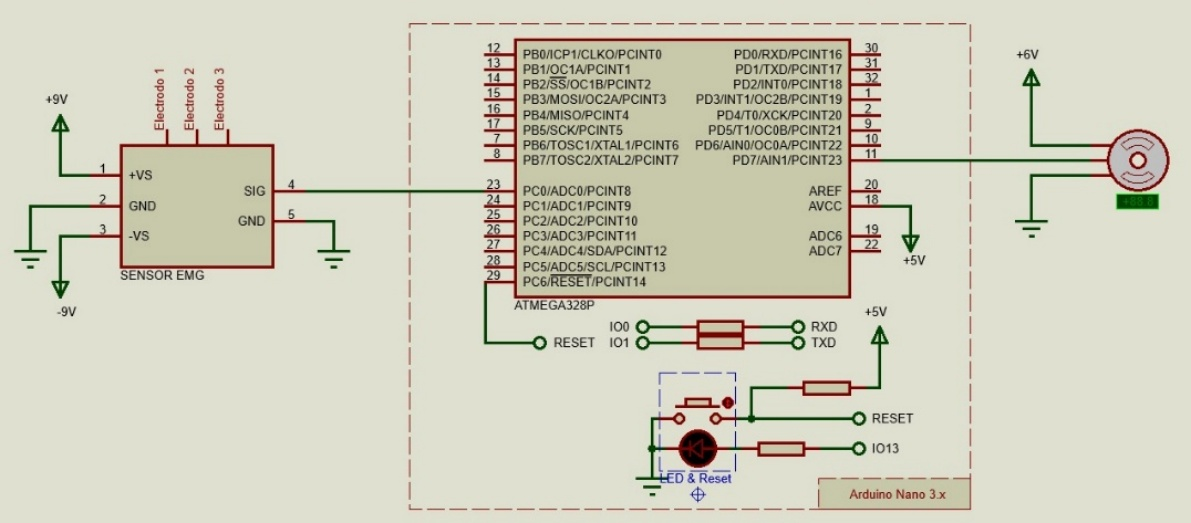 Electrodo 1
Electrodo 2
Electrodo 3
+9V
1
+VS
2
GND
3
-VS
SIG
4
GND
5
SENSOR EMG
-9V
12 PB0/ICP1/CLKO/PCINT0
13 PB1/OC1A/PCINT1
14 PB2/SS/OC1B/PCINT2
15 PB3/MOSI/OC2A/PCINT3
16 PB4/MISO/PCINT4
17 PB5/SCK/PCINT5
7 PB6/TOSC1/XTAL1/PCINT6
8 PB7/TOSC2/XTAL2/PCINT7
23 PC0/ADC0/PCINT8
24 PC1/ADC1/PCINT9
25 PC2/ADC2/PCINT10
26 PC3/ADC3/PCINT11
27 PC4/ADC4/SDA/PCINT12
28 PC5/ADC5/SCL/PCINT13
29 PC6/RESET/PCINT14
PD0/RXD/PCINT16 30
PD1/TXD/PCINT17 31
PD2/INT0/PCINT18 32
PD3/INT1/OC2B/PCINT19 1
PD4/T0/XCK/PCINT20 2
PD5/T1/OC0B/PCINT21 9
PD6/AIN0/OC0A/PCINT22 10
PD7/AIN1/PCINT23 11
AREF 20
AVCC 18
ADC6 19
ADC7 22
ATMEGA328P
+5V
+6V
+88.8
RESET
IO0 RXD
IO1 TXD
+5V
RESET
IO13
LED & Reset
Arduino Nano 3.x